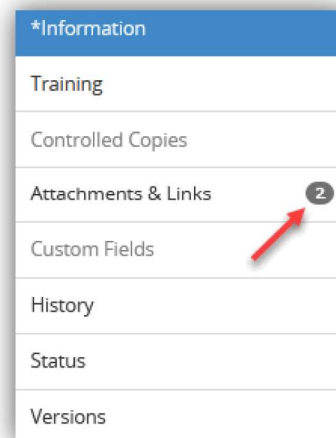 *Information
Training
Controlled Copies
Attachments & Links 2
Custom Fields
History
Status
Versions